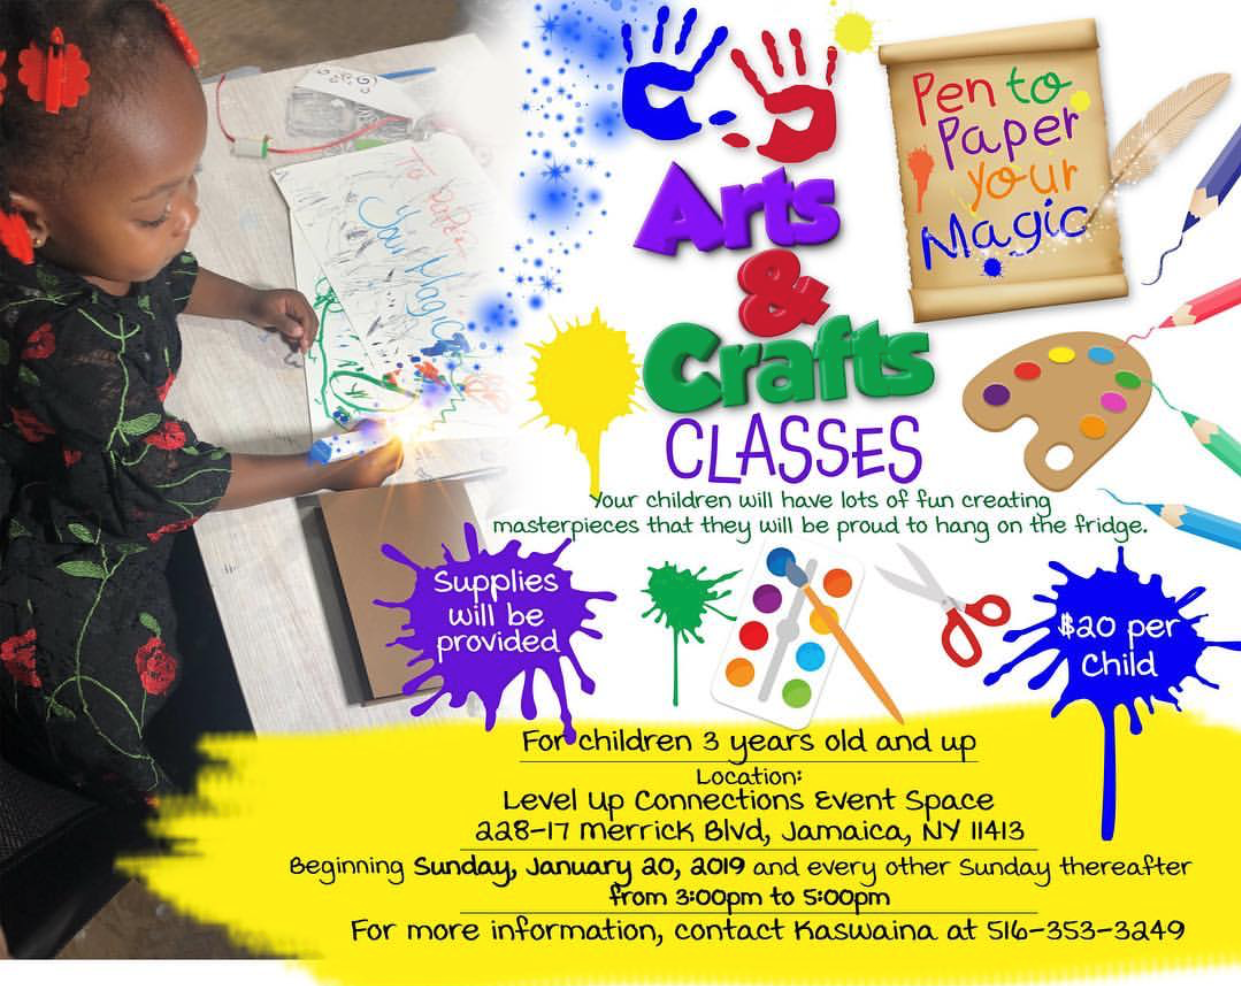 To Paper
Your Magic
Pen to
Paper
your
Magic
Arts
&
Crafts
CLASSES
Your children will have lots of fun creating
masterpieces that they will be proud to hang on the fridge.
Supplies
will be
provided
$20 per
Child
For children 3 years old and up
Location:
Level Up Connections Event Space
228-17 Merrick Blvd, Jamaica, NY 11413
Beginning Sunday, January 20, 2019 and every other Sunday thereafter
from 3:00pm to 5:00pm
For more information, contact Kaswaina at 516-353-3249